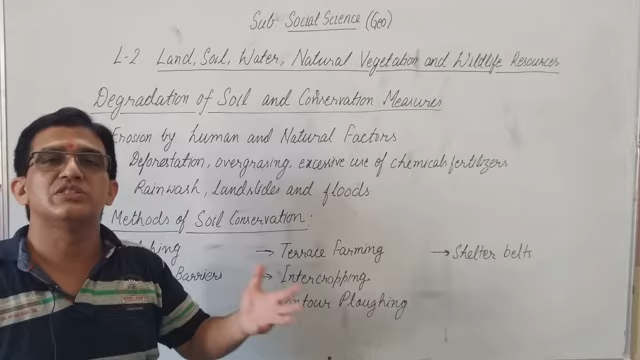 Sub- Social Science (Geo)
L-2 Land, Soil, Water, Natural Vegetation and Wildlife Resources
Degradation of Soil and Conservation Measures
Erosion by human and Natural Factors
Deforestation, overgrasing, excessive use of chemical fertilizers
Rainwash, landslides and floods
Methods of Soil Conservation:
→ Terrace Farming → Shelter belts
Barriers → Intercropping
Ploughing